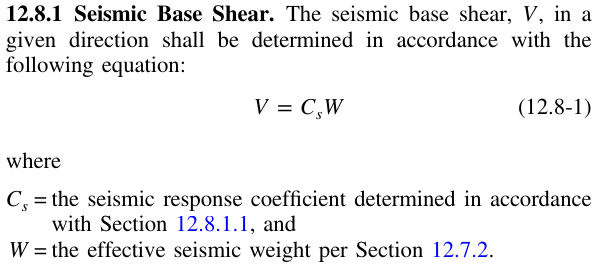 12.8.1 Seismic Base Shear. The seismic base shear, V, in a
given direction shall be determined in accordance with the
following equation:
V = CₛW (12.8-1)
where
Cₛ = the seismic response coefficient determined in accordance
with Section 12.8.1.1, and
W = the effective seismic weight per Section 12.7.2.